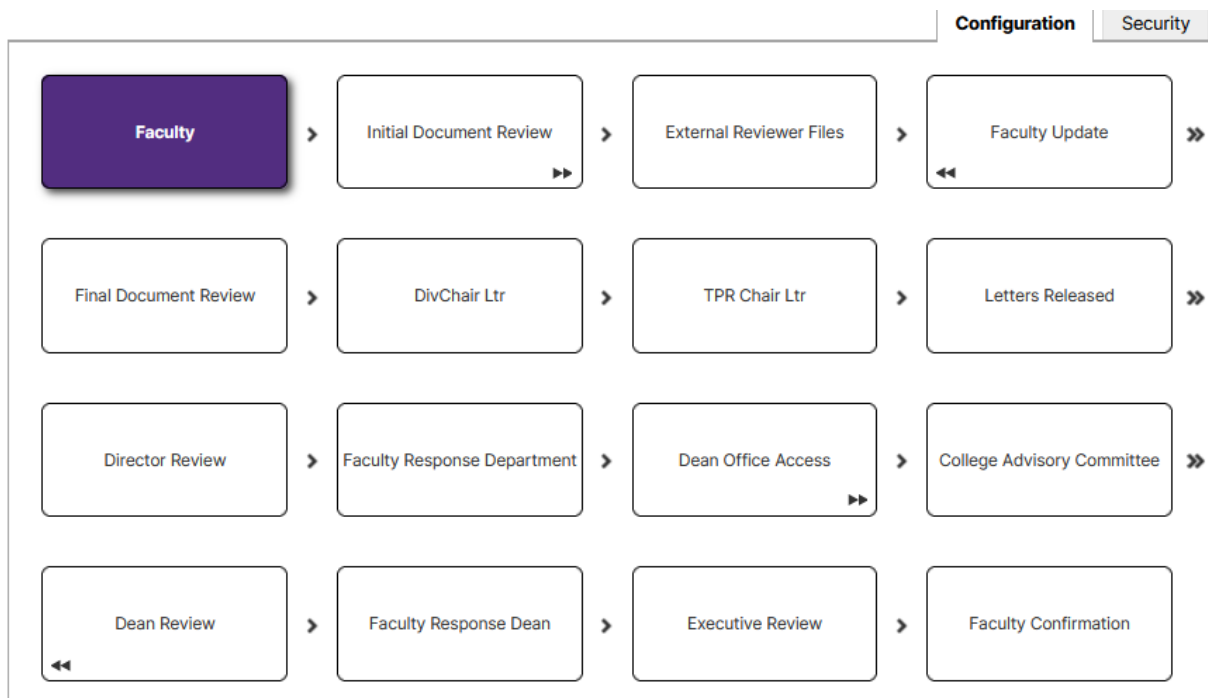 Configuration Security
Faculty Initial Document Review External Reviewer Files Faculty Update
Final Document Review DivChair Ltr TPR Chair Ltr Letters Released
Director Review Faculty Response Department Dean Office Access College Advisory Committee
Dean Review Faculty Response Dean Executive Review Faculty Confirmation